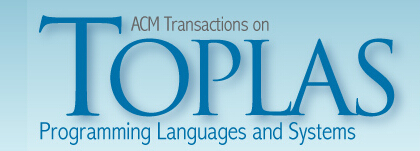 ACM Transactions on
TOPLAS
Programming Languages and Systems